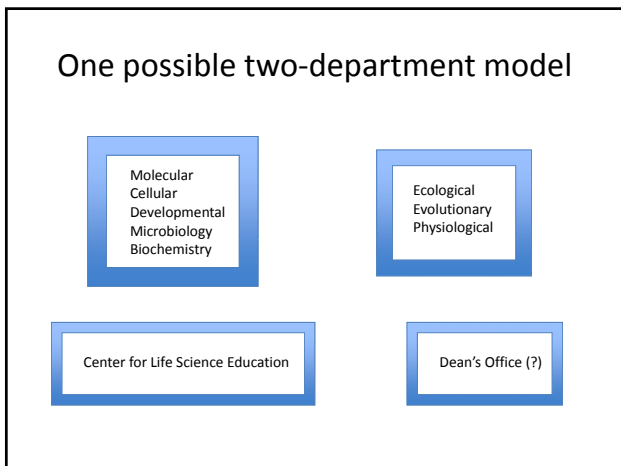 One possible two-department model
Molecular
Cellular
Developmental
Microbiology
Biochemistry
Ecological
Evolutionary
Physiological
Center for Life Science Education
Dean’s Office (?)